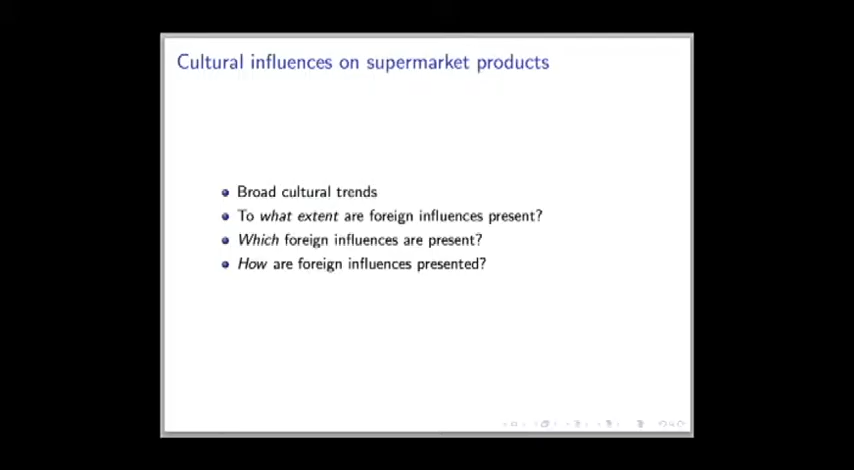 Cultural influences on supermarket products
Broad cultural trends
To what extent are foreign influences present?
Which foreign influences are present?
How are foreign influences presented?